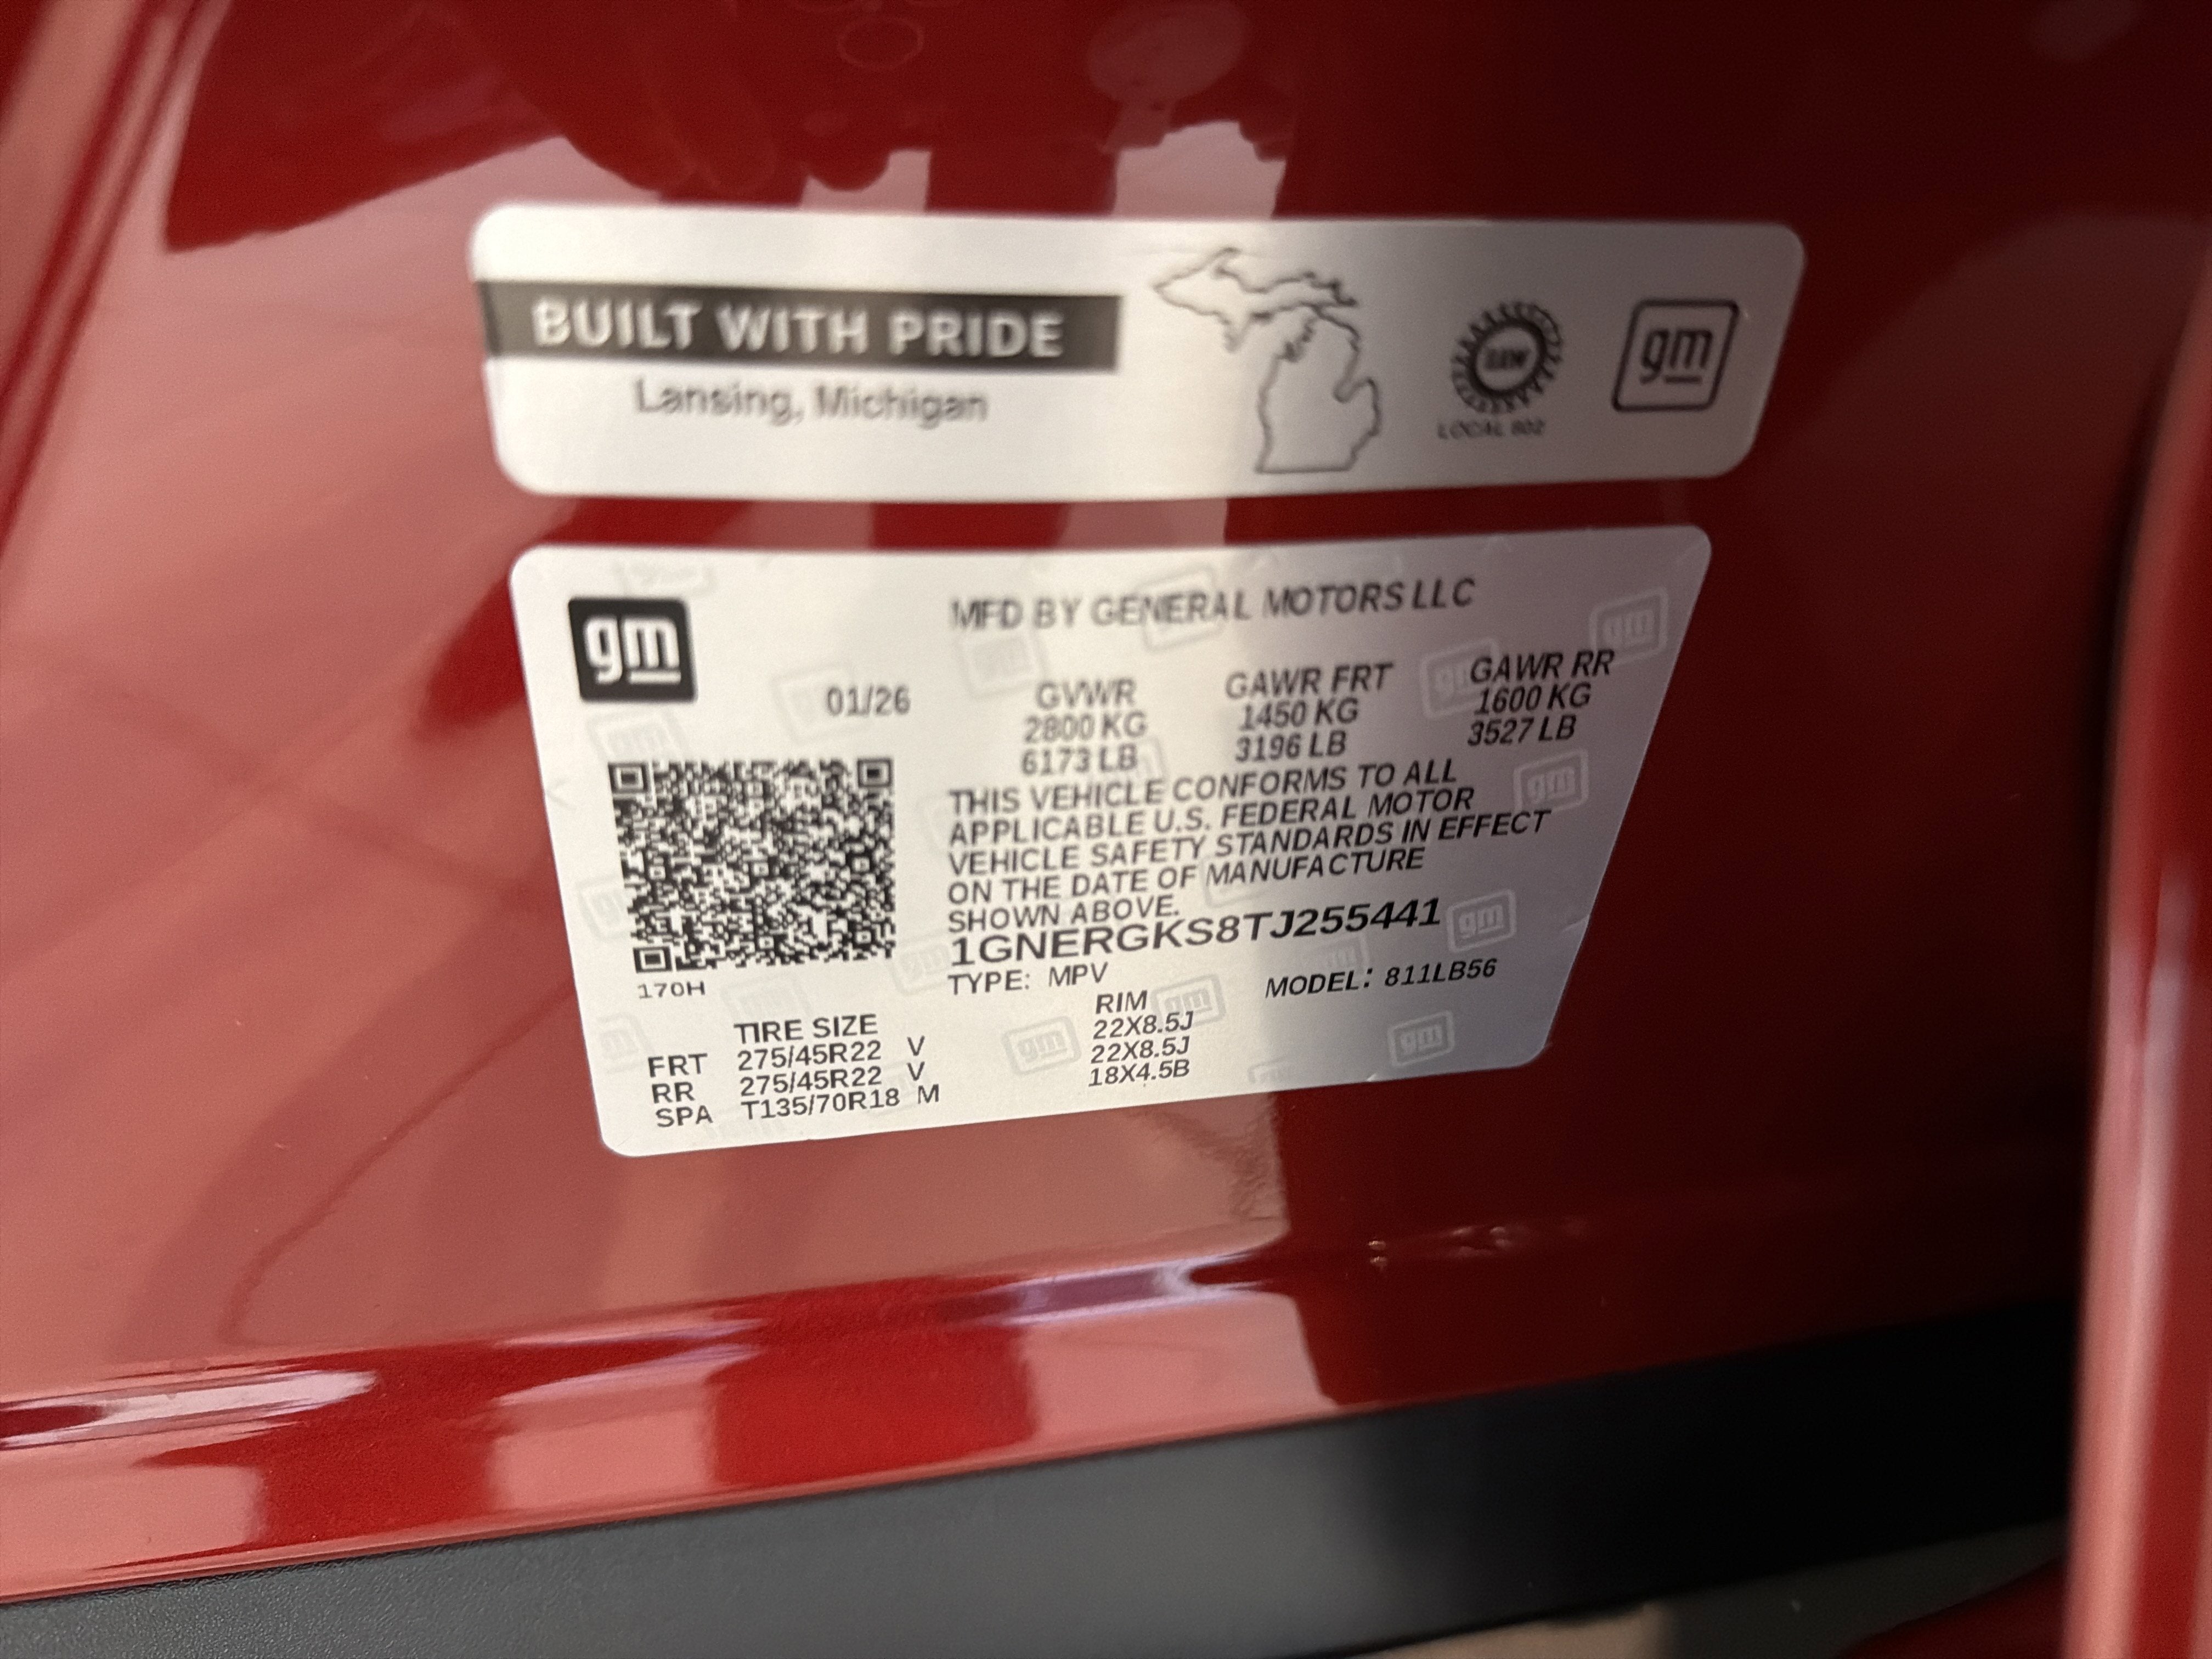 BUILT WITH PRIDE
Lansing, Michigan
UAW
LOCAL 602
gm
gm
MFD BY GENERAL MOTORS LLC
01/26
GVWR GAWR FRT GAWR RR
2800 KG 1450 KG 1600 KG
6173 LB 3196 LB 3527 LB
THIS VEHICLE CONFORMS TO ALL
APPLICABLE U.S. FEDERAL MOTOR
VEHICLE SAFETY STANDARDS IN EFFECT
ON THE DATE OF MANUFACTURE
SHOWN ABOVE.
1GNERGKS8TJ255441
170H
TYPE: MPV MODEL: 811LB56
TIRE SIZE RIM
FRT 275/45R22 V 22X8.5J
RR 275/45R22 V 22X8.5J
SPA T135/70R18 M 18X4.5B